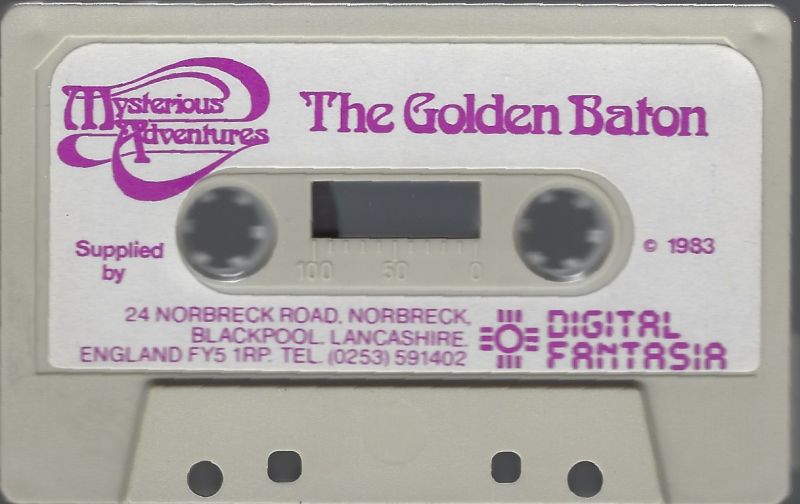 Mysterious
Adventures
The Golden Baton
Supplied
by
© 1983
100 50 0
24 NORBRECK ROAD, NORBRECK,
BLACKPOOL. LANCASHIRE.
ENGLAND FY5 1RP. TEL. (0253) 591402
DIGITAL
FANTASIA